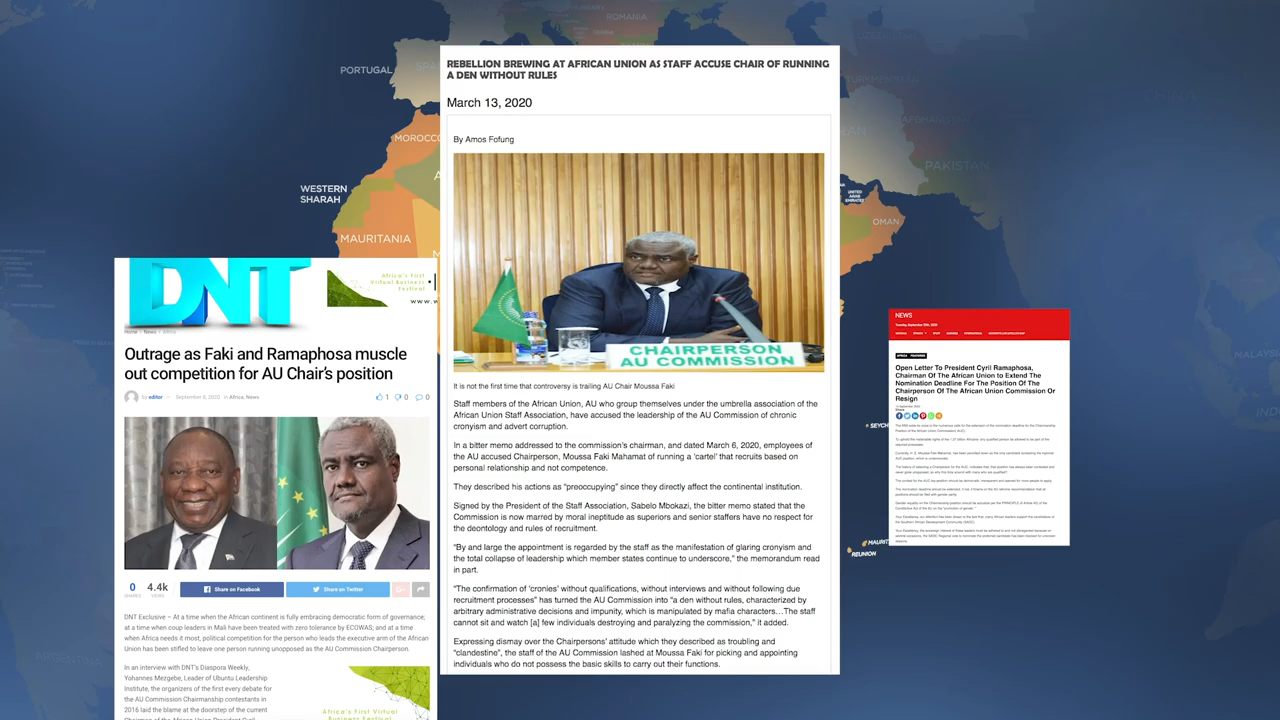 PORTUGAL
SPAIN
ROMANIA
MOROCCO
WESTERN
SHARAH
MAURITANIA
PAKISTAN
UNITED
ARAB
EMIRATES
OMAN
REUNION
REBELLION BREWING AT AFRICAN UNION AS STAFF ACCUSE CHAIR OF RUNNING
A DEN WITHOUT RULES
March 13, 2020
By Amos Fofung
CHAIRPERSON
AU COMMISSION
It is not the first time that controversy is trailing AU Chair Moussa Faki
Staff members of the African Union, AU who group themselves under the umbrella association of the
African Union Staff Association, have accused the leadership of the AU Commission of chronic
cronyism and advert corruption.
In a bitter memo addressed to the commission's chairman, and dated March 6, 2020, employees of
the AU accused Chairperson, Moussa Faki Mahamat of running a 'cartel' that recruits based on
personal relationship and not competence.
They described his actions as "preoccupying" since they directly affect the continental institution.
Signed by the President of the Staff Association, Sabelo Mbokazi, the bitter memo stated that the
Commission is now marred by moral ineptitude as superiors and senior staffers have no respect for
the deontology and rules of recruitment.
"By and large the appointment is regarded by the staff as the manifestation of glaring cronyism and
the total collapse of leadership which member states continue to underscore," the memorandum read
in part.
"The confirmation of 'cronies' without qualifications, without interviews and without following due
recruitment processes" has turned the AU Commission into "a den without rules, characterized by
arbitrary administrative decisions and impunity, which is manipulated by mafia characters…The staff
cannot sit and watch [a] few individuals destroying and paralyzing the commission," it added.
Expressing dismay over the Chairpersons' attitude which they described as troubling and
"clandestine", the staff of the AU Commission lashed at Moussa Faki for picking and appointing
individuals who do not possess the basic skills to carry out their functions.
DNT
Africa's First
Virtual Business
Festival
www.w
Home News Africa
Outrage as Faki and Ramaphosa muscle
out competition for AU Chair's position
by editor — September 8, 2020 in Africa, News
1 0 0
0 4.4k
SHARES VIEWS
Share on Facebook
Share on Twitter
DNT Exclusive – At a time when the African continent is fully embracing democratic form of governance;
at a time when coup leaders in Mali have been treated with zero tolerance by ECOWAS; and at a time
when Africa needs it most, political competition for the person who leads the executive arm of the African
Union has been stifled to leave one person running unopposed as the AU Commission Chairperson.
In an interview with DNT's Diaspora Weekly,
Yohannes Mezgebe, Leader of Ubuntu Leadership
Institute, the organizers of the first every debate for
the AU Commission Chairmanship contestants in
2016 laid the blame at the doorstep of the current
Africa's First Virtual
Business Festival
NEWS
Open Letter To President Cyril Ramaphosa,
Chairman Of The African Union to Extend The
Nomination Deadline For The Position Of The
Chairperson Of The African Union Commission Or
Resign
Share